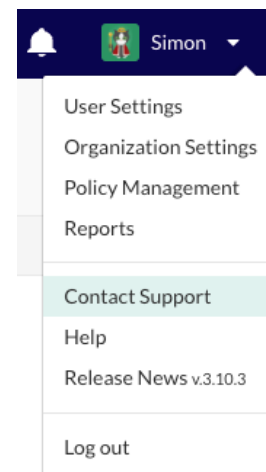 Simon
User Settings
Organization Settings
Policy Management
Reports
Contact Support
Help
Release News v.3.10.3
Log out